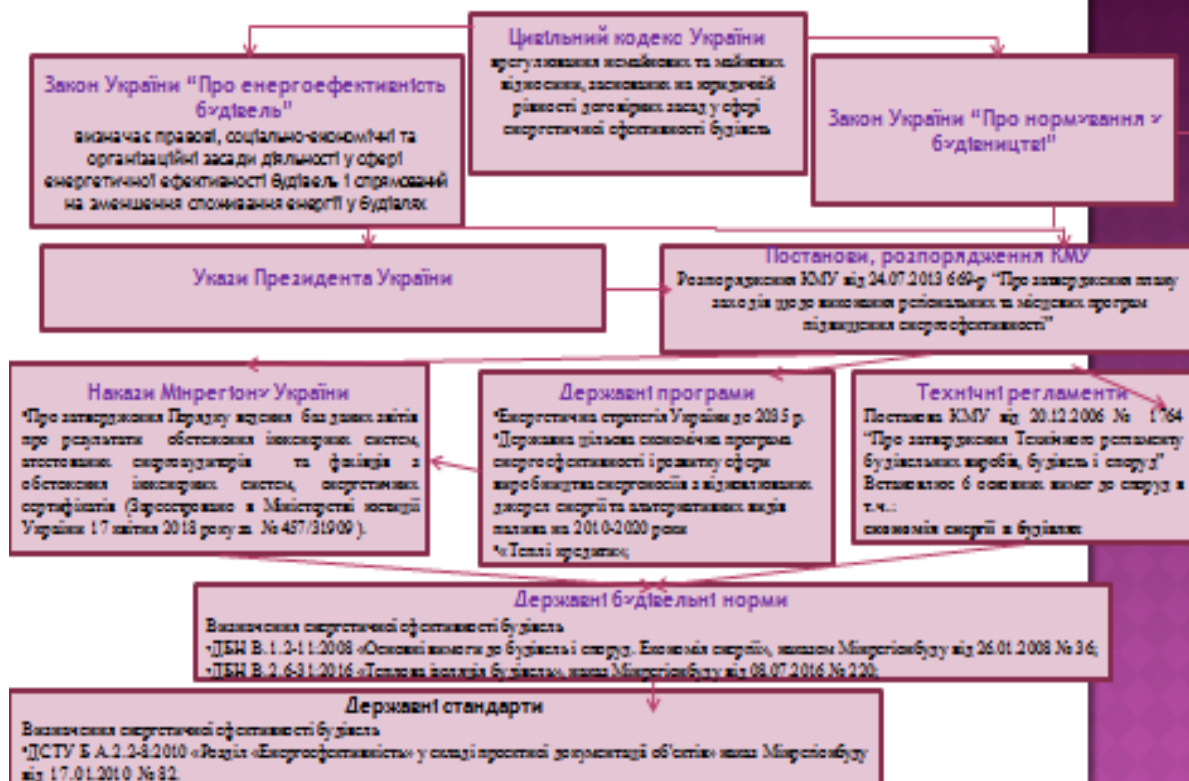 Цивільний кодекс України
врегулювання немайнових та майнових
відносини, заснованих на юридичній
рівності договірних засад у сфері
енергетичної ефективності будівель
Закон України “Про енергоефективність
будівель”
визначає правові, соціально-економічні та
організаційні засади діяльності у сфері
енергетичної ефективності будівель і спрямований
на зменшення споживання енергії у будівлях
Закон України “Про нормування у
будівництві”
Укази Президента України
Постанови, розпорядження КМУ
Розпорядження КМУ від 24.07.2013 669-р “Про затвердження плану
заходів щодо виконання регіональних та місцевих програм
підвищення енергоефективності”
Накази Мінрегіону України
•Про затвердження Порядку ведення баз даних звітів
про результати обстеження інженерних систем,
атестованих енергоаудиторів та фахівців з
обстеження інженерних систем, енергетичних
сертифікатів (Зареєстровано в Міністерстві юстиції
України 17 квітня 2018 року за № 457/31909 ).
Державні програми
•Енергетична стратегія України до 2035 р.
•Державна цільова економічна програма
енергоефективності і розвитку сфери
виробництва енергоносіїв з відновлюваних
джерел енергії та альтернативних видів
палива на 2010-2020 роки
•«Теплі кредити»;
Технічні регламенти
Постанова КМУ від 20.12.2006 № 1764
“Про затвердження Технічного регламенту
будівельних виробів, будівель і споруд”
Встановлює 6 основних вимог до споруд в
т.ч.:
економія енергії в будівлях
Державні будівельні норми
Визначення енергетичної ефективності будівель
•ДБН В.1.2-11:2008 «Основні вимоги до будівель і споруд. Економія енергії», наказом Мінрегіонбуду від 26.01.2008 № 36;
•ДБН В.2.6-31:2016 «Теплова ізоляція будівель», наказ Мінрегіонбуду від 08.07.2016 № 220;
Державні стандарти
Визначення енергетичної ефективності будівель
•ДСТУ Б А.2.2-8:2010 «Розділ «Енергоефективність» у складі проектної документації об'єктів» наказ Мінрегіонбуду
від 17.01.2010 № 82.